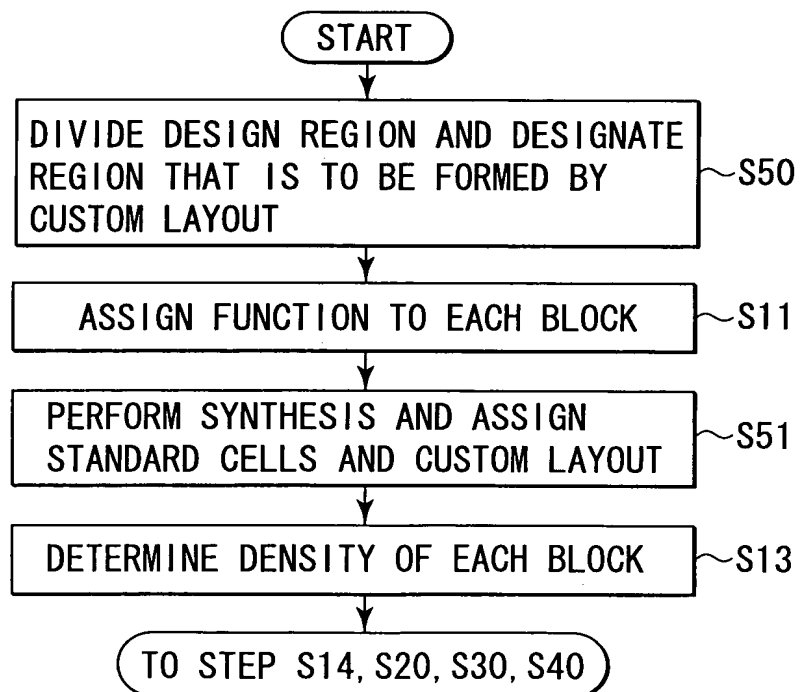 START
DIVIDE DESIGN REGION AND DESIGNATE
REGION THAT IS TO BE FORMED BY
CUSTOM LAYOUT
S50
ASSIGN FUNCTION TO EACH BLOCK
S11
PERFORM SYNTHESIS AND ASSIGN
STANDARD CELLS AND CUSTOM LAYOUT
S51
DETERMINE DENSITY OF EACH BLOCK
S13
TO STEP S14, S20, S30, S40